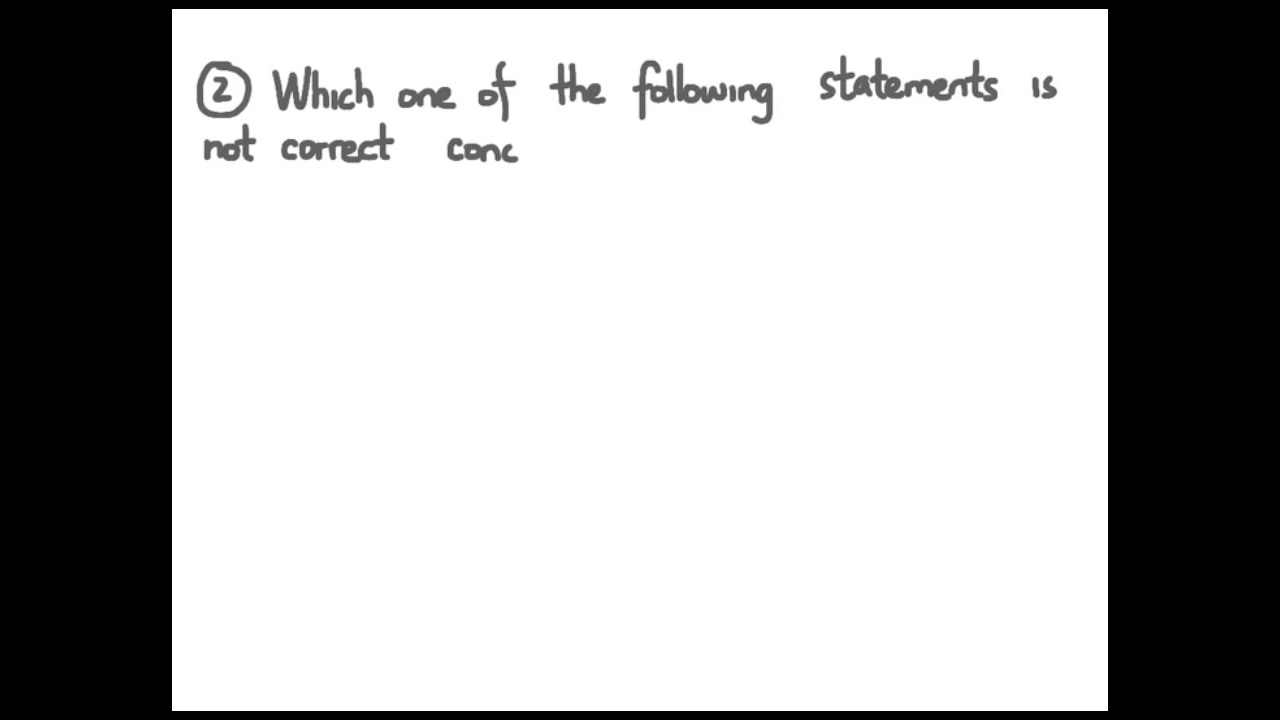 ② Which one of the following statements is
not correct conc